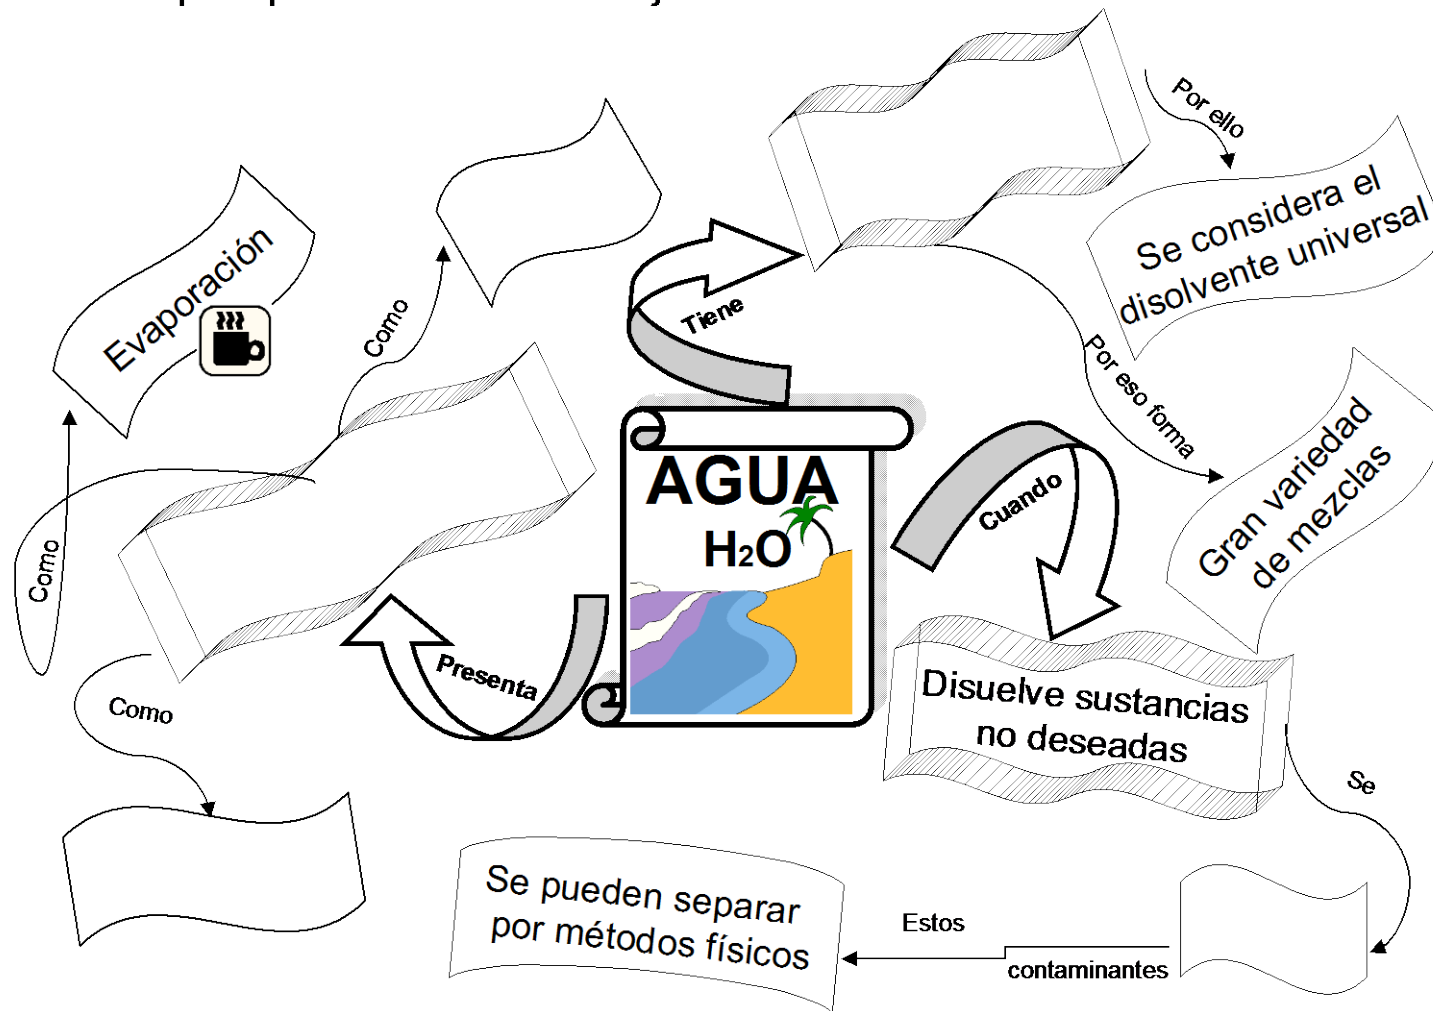 Por ello
Se considera el
disolvente universal
Evaporación
Como
Tiene
Por eso forma
Gran variedad
de mezclas
AGUA
H₂O
Cuando
Como
Presenta
Como
Disuelve sustancias
no deseadas
Se
Se pueden separar
por métodos físicos
Estos
contaminantes